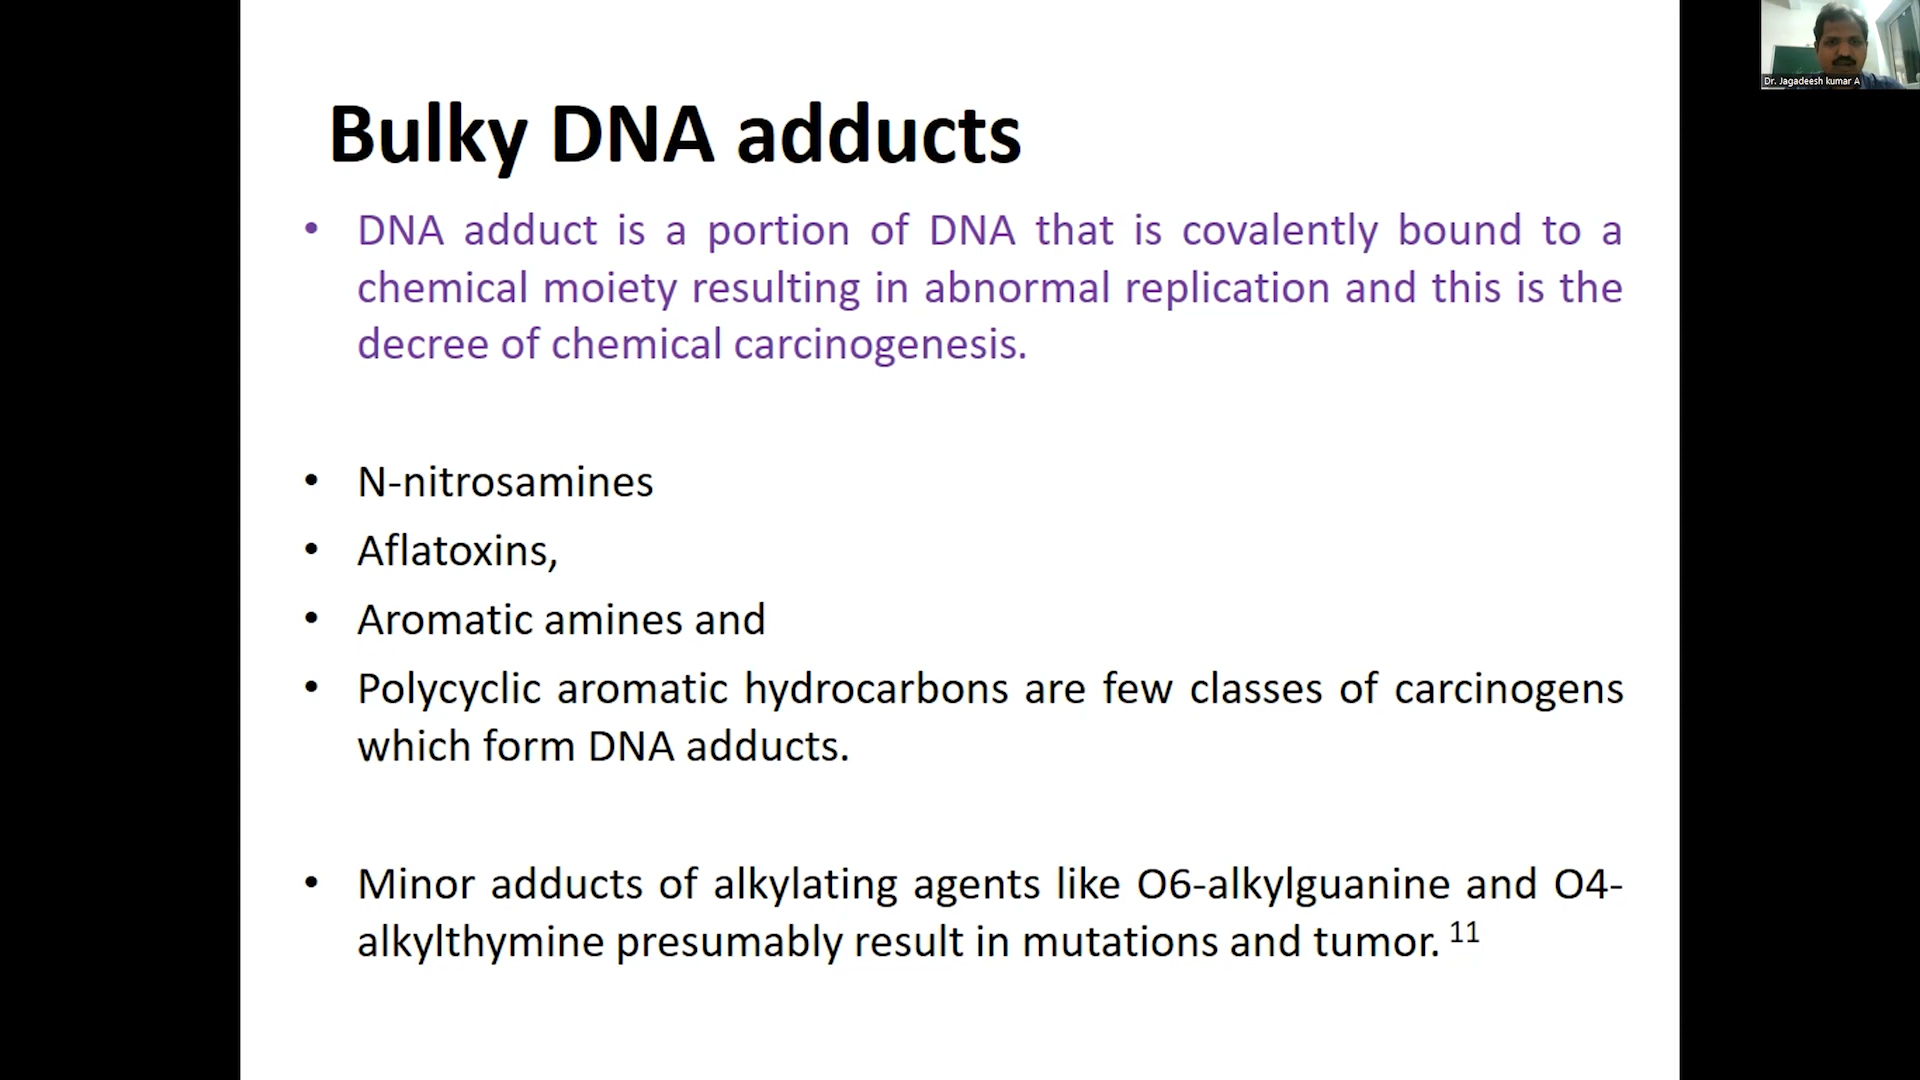 Bulky DNA adducts
• DNA adduct is a portion of DNA that is covalently bound to a
chemical moiety resulting in abnormal replication and this is the
decree of chemical carcinogenesis.
• N-nitrosamines
• Aflatoxins,
• Aromatic amines and
• Polycyclic aromatic hydrocarbons are few classes of carcinogens
which form DNA adducts.
• Minor adducts of alkylating agents like O6-alkylguanine and O4-
alkylthymine presumably result in mutations and tumor. 11
Dr. Jagadeesh kumar A